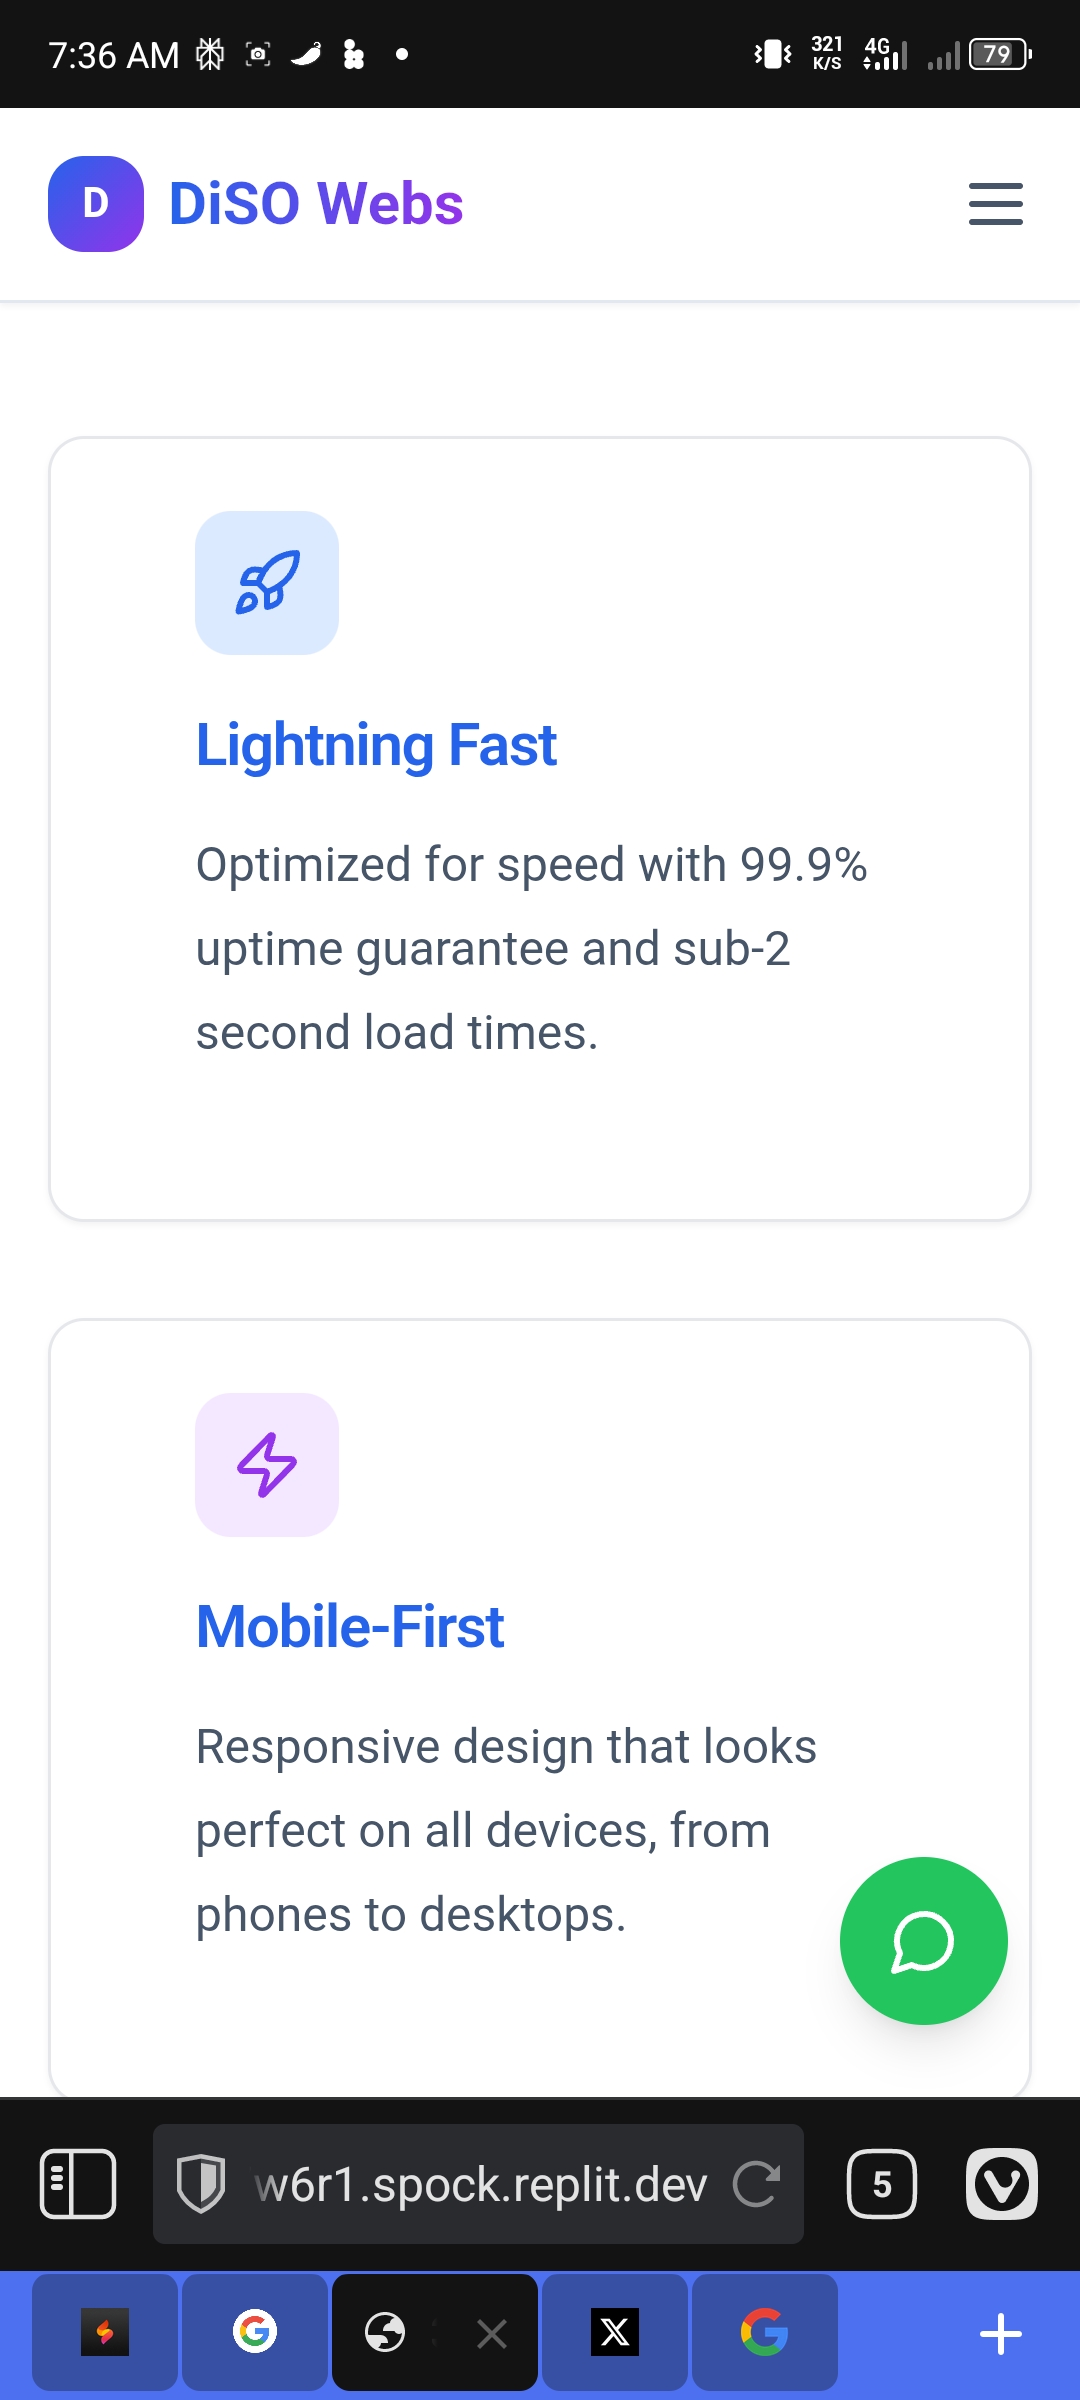 7:36 AM
321 K/S
4G
79
D
DiSO Webs
Lightning Fast
Optimized for speed with 99.9%
uptime guarantee and sub-2
second load times.
Mobile-First
Responsive design that looks
perfect on all devices, from
phones to desktops.
w6r1.spock.replit.dev
5